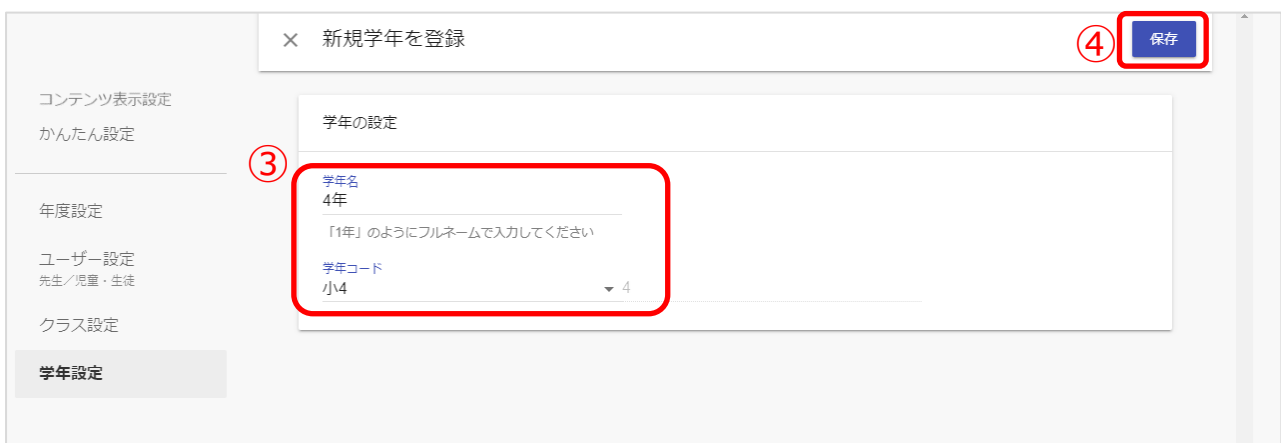 × 新規学年を登録
④ 保存
コンテンツ表示設定
かんたん設定
年度設定
ユーザー設定
先生/児童・生徒
クラス設定
学年設定
学年の設定
③
学年名
4年
「1年」のようにフルネームで入力してください
学年コード
小4 4